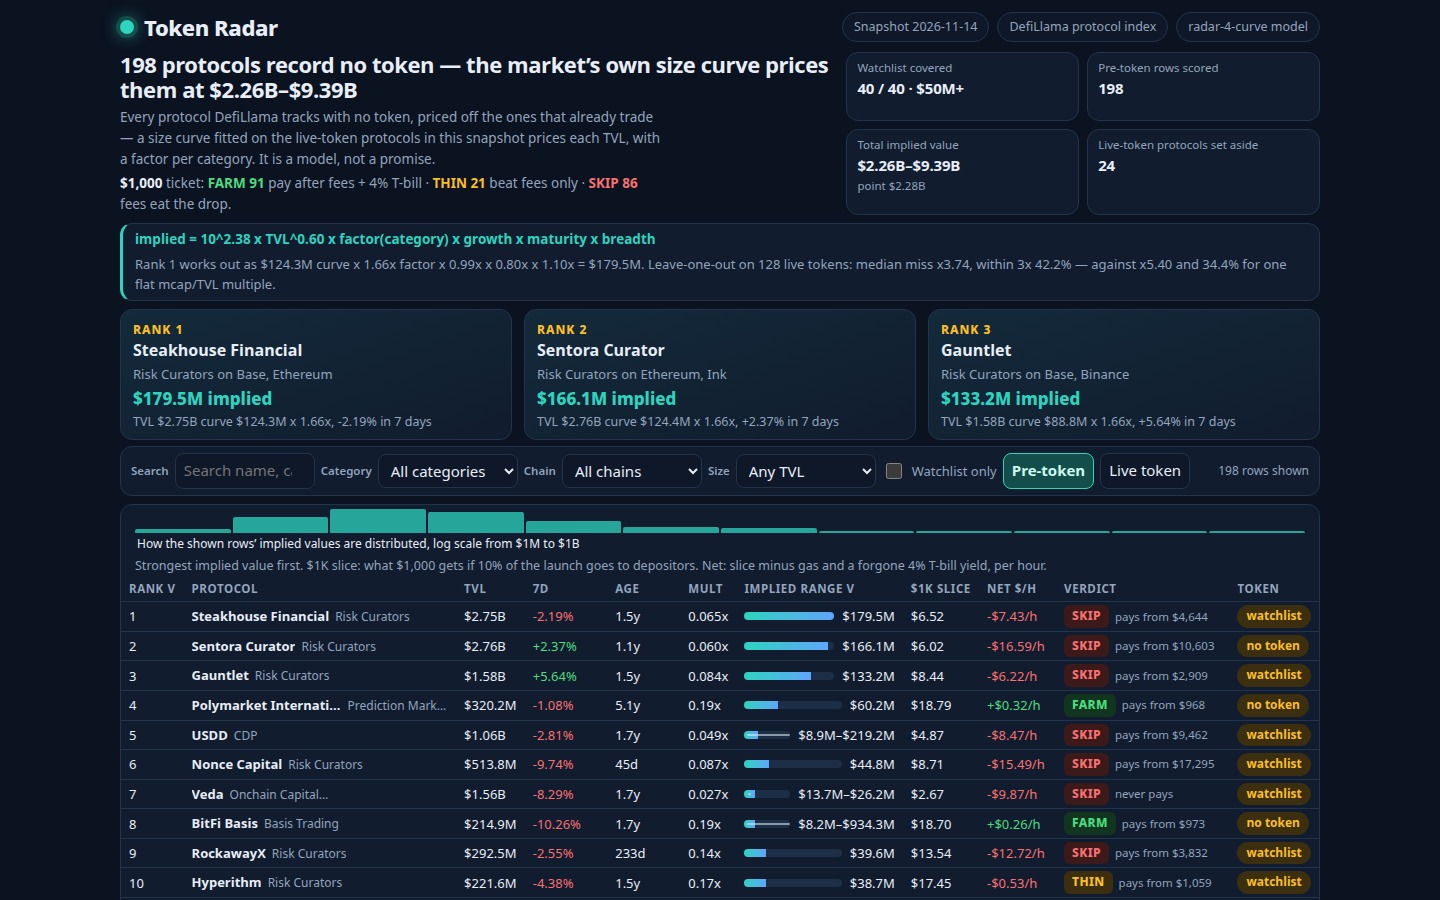 Token Radar
Snapshot 2026-11-14
DefiLlama protocol index
radar-4-curve model
198 protocols record no token — the market’s own size curve prices
them at $2.26B–$9.39B
Every protocol DefiLlama tracks with no token, priced off the ones that already trade
— a size curve fitted on the live-token protocols in this snapshot prices each TVL, with
a factor per category. It is a model, not a promise.
$1,000 ticket: FARM 91 pay after fees + 4% T-bill · THIN 21 beat fees only · SKIP 86
fees eat the drop.
Watchlist covered
40 / 40 · $50M+
Pre-token rows scored
198
Total implied value
$2.26B–$9.39B
point $2.28B
Live-token protocols set aside
24
implied = 10^2.38 x TVL^0.60 x factor(category) x growth x maturity x breadth
Rank 1 works out as $124.3M curve x 1.66x factor x 0.99x x 0.80x x 1.10x = $179.5M. Leave-one-out on 128 live tokens: median miss x3.74, within 3x 42.2% — against x5.40 and 34.4% for one
flat mcap/TVL multiple.
RANK 1
Steakhouse Financial
Risk Curators on Base, Ethereum
$179.5M implied
TVL $2.75B curve $124.3M x 1.66x, -2.19% in 7 days
RANK 2
Sentora Curator
Risk Curators on Ethereum, Ink
$166.1M implied
TVL $2.76B curve $124.4M x 1.66x, +2.37% in 7 days
RANK 3
Gauntlet
Risk Curators on Base, Binance
$133.2M implied
TVL $1.58B curve $88.8M x 1.66x, +5.64% in 7 days
Search Search name, c Category All categories Chain All chains Size Any TVL Watchlist only Pre-token Live token 198 rows shown
How the shown rows’ implied values are distributed, log scale from $1M to $1B
Strongest implied value first. $1K slice: what $1,000 gets if 10% of the launch goes to depositors. Net: slice minus gas and a forgone 4% T-bill yield, per hour.
RANK V PROTOCOL TVL 7D AGE MULT IMPLIED RANGE V $1K SLICE NET $/H VERDICT TOKEN
1 Steakhouse Financial Risk Curators $2.75B -2.19% 1.5y 0.065x $179.5M $6.52 -$7.43/h SKIP pays from $4,644 watchlist
2 Sentora Curator Risk Curators $2.76B +2.37% 1.1y 0.060x $166.1M $6.02 -$16.59/h SKIP pays from $10,603 no token
3 Gauntlet Risk Curators $1.58B +5.64% 1.5y 0.084x $133.2M $8.44 -$6.22/h SKIP pays from $2,909 watchlist
4 Polymarket Internati... Prediction Mark... $320.2M -1.08% 5.1y 0.19x $60.2M $18.79 +$0.32/h FARM pays from $968 no token
5 USDD CDP $1.06B -2.81% 1.7y 0.049x $8.9M–$219.2M $4.87 -$8.47/h SKIP pays from $9,462 watchlist
6 Nonce Capital Risk Curators $513.8M -9.74% 45d 0.087x $44.8M $8.71 -$15.49/h SKIP pays from $17,295 watchlist
7 Veda Onchain Capital... $1.56B -8.29% 1.7y 0.027x $13.7M–$26.2M $2.67 -$9.87/h SKIP never pays watchlist
8 BitFi Basis Basis Trading $214.9M -10.26% 1.7y 0.19x $8.2M–$934.3M $18.70 +$0.26/h FARM pays from $973 no token
9 RockawayX Risk Curators $292.5M -2.55% 233d 0.14x $39.6M $13.54 -$12.72/h SKIP pays from $3,832 watchlist
10 Hyperithm Risk Curators $221.6M -4.38% 1.5y 0.17x $38.7M $17.45 -$0.53/h THIN pays from $1,059 watchlist